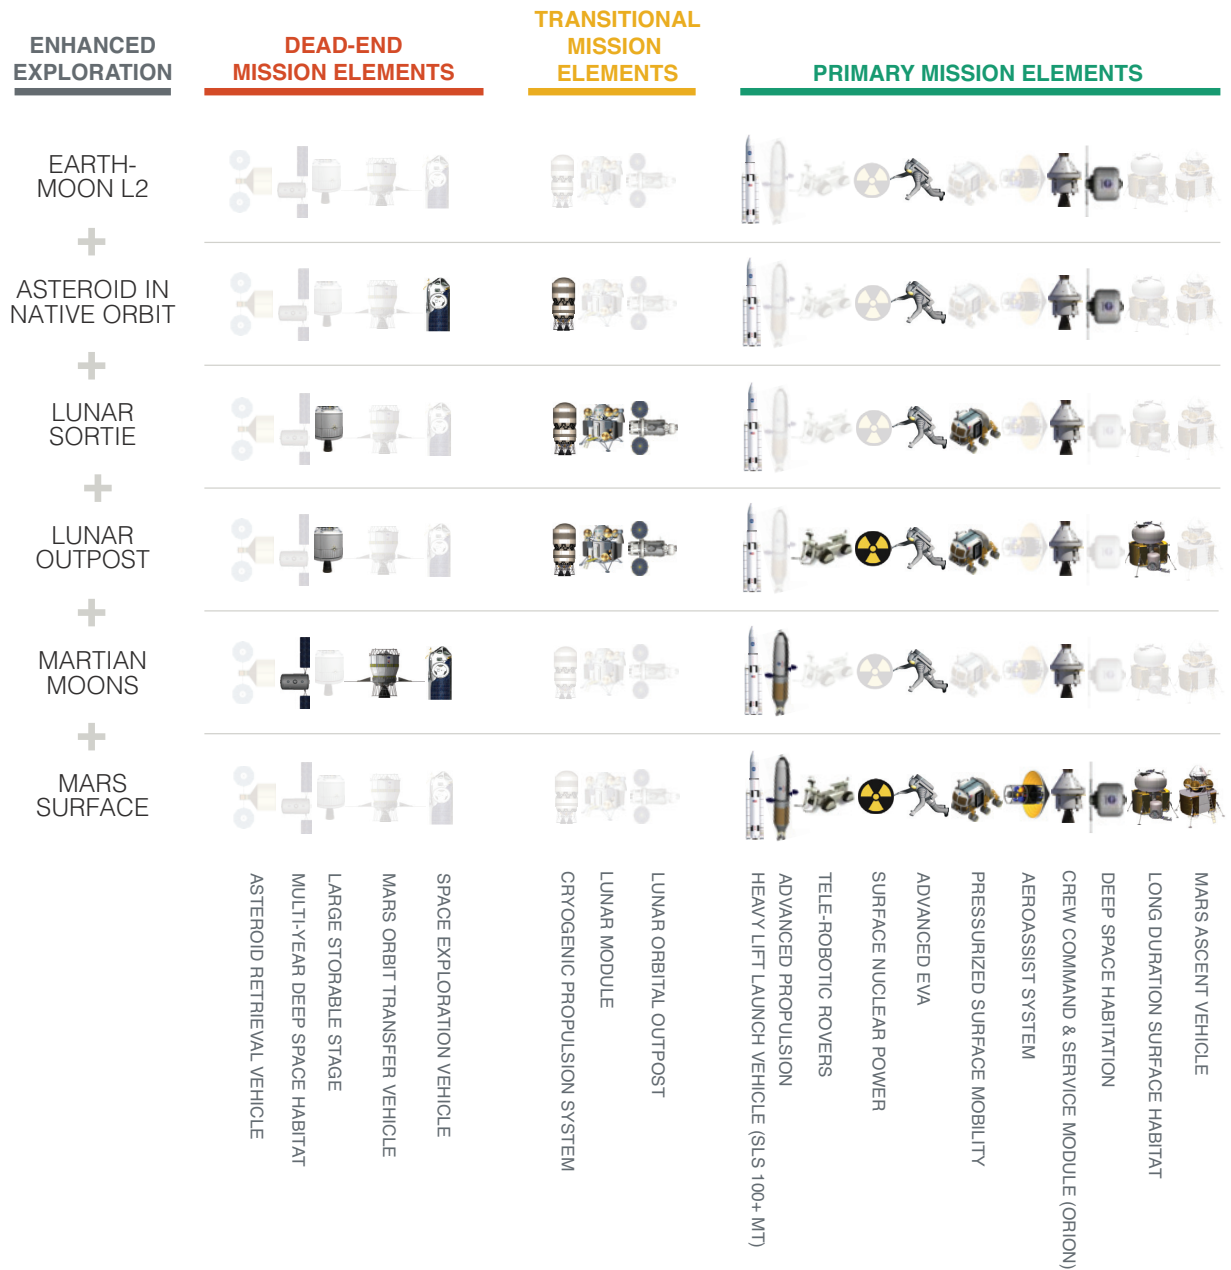 ENHANCED
EXPLORATION
DEAD-END
MISSION ELEMENTS
TRANSITIONAL
MISSION
ELEMENTS
PRIMARY MISSION ELEMENTS
EARTH-
MOON L2
+
ASTEROID IN
NATIVE ORBIT
+
LUNAR
SORTIE
+
LUNAR
OUTPOST
+
MARTIAN
MOONS
+
MARS
SURFACE
ASTEROID RETRIEVAL VEHICLE
MULTI-YEAR DEEP SPACE HABITAT
LARGE STORABLE STAGE
MARS ORBIT TRANSFER VEHICLE
SPACE EXPLORATION VEHICLE
CRYOGENIC PROPULSION SYSTEM
LUNAR MODULE
LUNAR ORBITAL OUTPOST
HEAVY LIFT LAUNCH VEHICLE (SLS 100+ MT)
ADVANCED PROPULSION
TELE-ROBOTIC ROVERS
SURFACE NUCLEAR POWER
ADVANCED EVA
PRESSURIZED SURFACE MOBILITY
AEROASSIST SYSTEM
CREW COMMAND & SERVICE MODULE (ORION)
DEEP SPACE HABITATION
LONG DURATION SURFACE HABITAT
MARS ASCENT VEHICLE